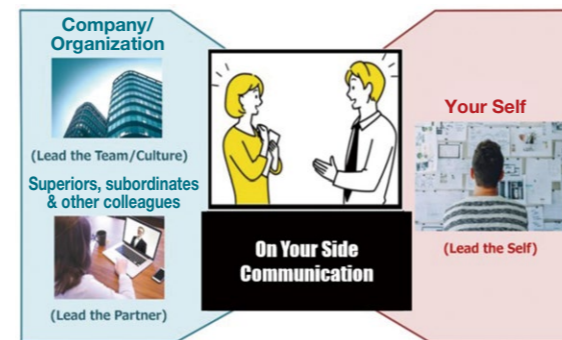 Company/
Organization
(Lead the Team/Culture)
Superiors, subordinates
& other colleagues
(Lead the Partner)
On Your Side
Communication
Your Self
(Lead the Self)